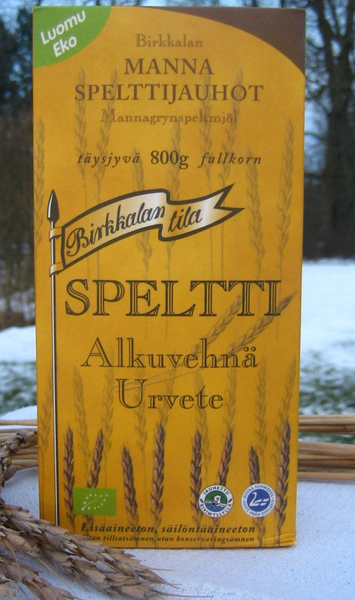 Luomu
Eko
Birkkalan
MANNA
SPELTTIJAUHOT
Mannagrynspeltmjöl
täysjyvä 800g fullkorn
Birkkalan tila
SPELTTI
Alkuvehnä
Urvete
Lisäaineeton, säilöntäaineeton
utan tillsatsämnen, utan konserveringsämnen